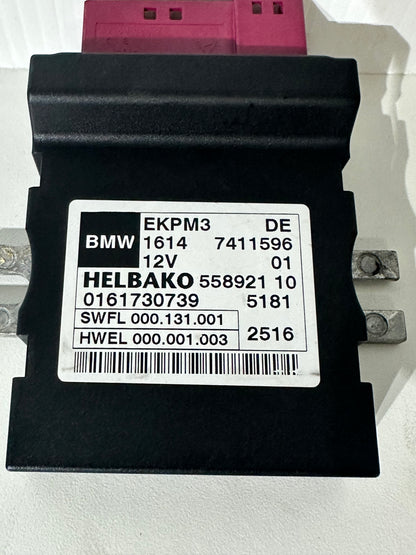 EKPM3 DE
BMW 1614 7411596
12V 01
HELBAKO 558921 10
0161730739 5181
SWFL 000.131.001
HWEL 000.001.003 2516